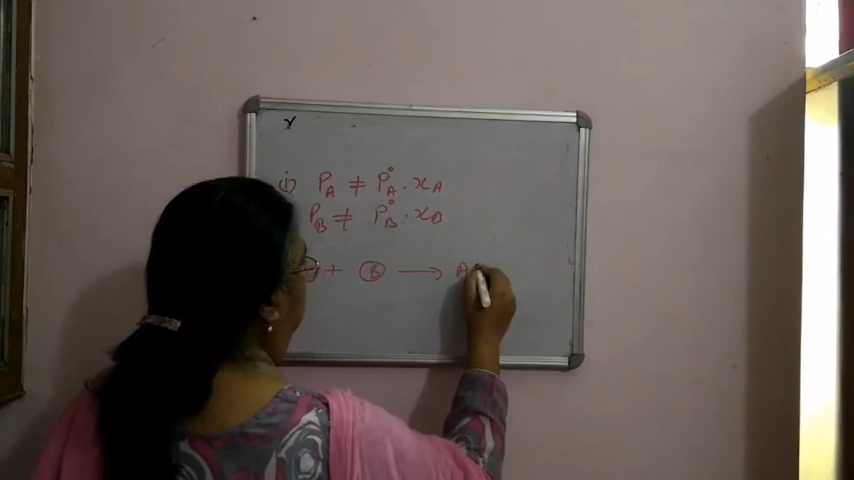 (i) P_A ≠ P°_A . x_A
P_B ≠ P°_B . x_B
+ (B) → A